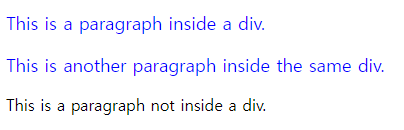 This is a paragraph inside a div.
This is another paragraph inside the same div.
This is a paragraph not inside a div.